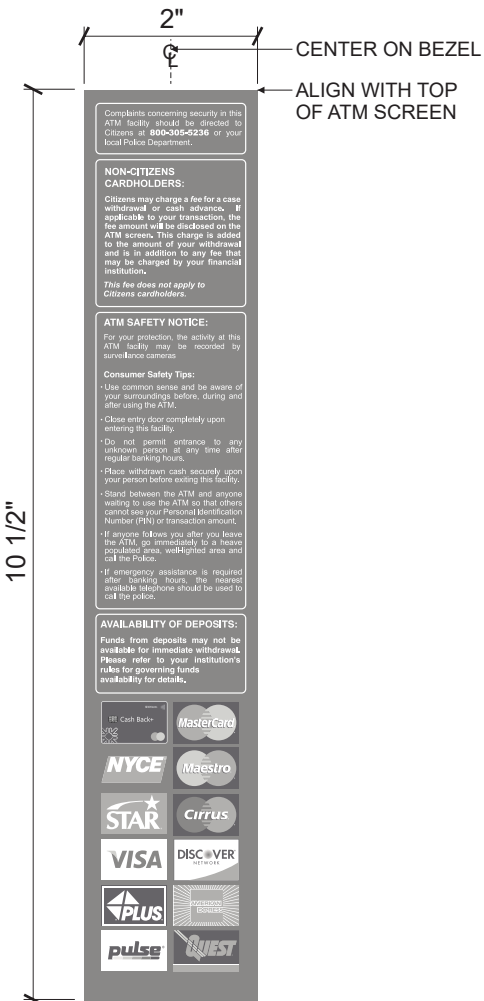 2"
℄
CENTER ON BEZEL
ALIGN WITH TOP
OF ATM SCREEN
10 1/2"
Complaints concerning security in this
ATM facility should be directed to
Citizens at 800-305-5236 or your
local Police Department.
NON-CITIZENS
CARDHOLDERS:
Citizens may charge a fee for a case
withdrawal or cash advance. If
applicable to your transaction, the
fee amount will be disclosed on the
ATM screen. This charge is added
to the amount of your withdrawal
and is in addition to any fee that
may be charged by your financial
institution.
This fee does not apply to
Citizens cardholders.
ATM SAFETY NOTICE:
For your protection, the activity at this
ATM facility may be recorded by
surveillance cameras
Consumer Safety Tips:
· Use common sense and be aware of
your surroundings before, during and
after using the ATM.
· Close entry door completely upon
entering this facility.
· Do not permit entrance to any
unknown person at any time after
regular banking hours.
· Place withdrawn cash securely upon
your person before exiting this facility.
· Stand between the ATM and anyone
waiting to use the ATM so that others
cannot see your Personal Identification
Number (PIN) or transaction amount.
· If anyone follows you after you leave
the ATM, go immediately to a heave
populated area, well-lighted area and
call the Police.
· If emergency assistance is required
after banking hours, the nearest
available telephone should be used to
call the police.
AVAILABILITY OF DEPOSITS:
Funds from deposits may not be
available for immediate withdrawal.
Please refer to your institution's
rules for governing funds
availability for details.
Cash Back+
MasterCard
NYCE
Maestro
STAR
Cirrus
VISA
DISCOVER
NETWORK
PLUS
AMERICAN
EXPRESS
pulse
QUEST